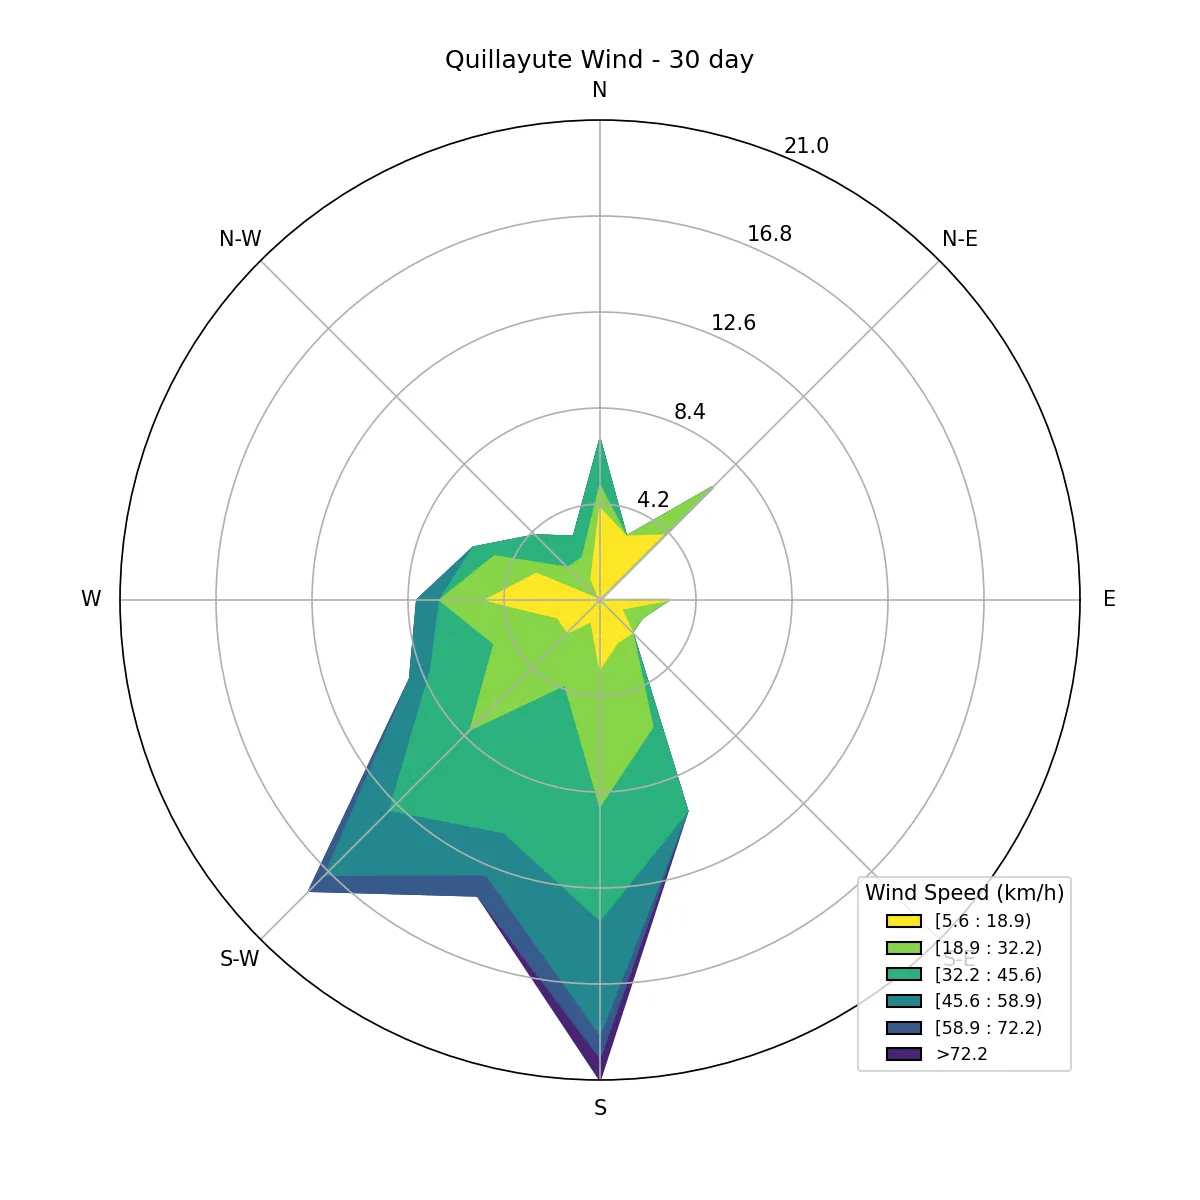 Quillayute Wind - 30 day
N
21.0
16.8
N-W
N-E
12.6
8.4
4.2
W
E
Wind Speed (km/h)
[5.6 : 18.9)
[18.9 : 32.2)
S-W
S-E
[32.2 : 45.6)
[45.6 : 58.9)
[58.9 : 72.2)
>72.2
S